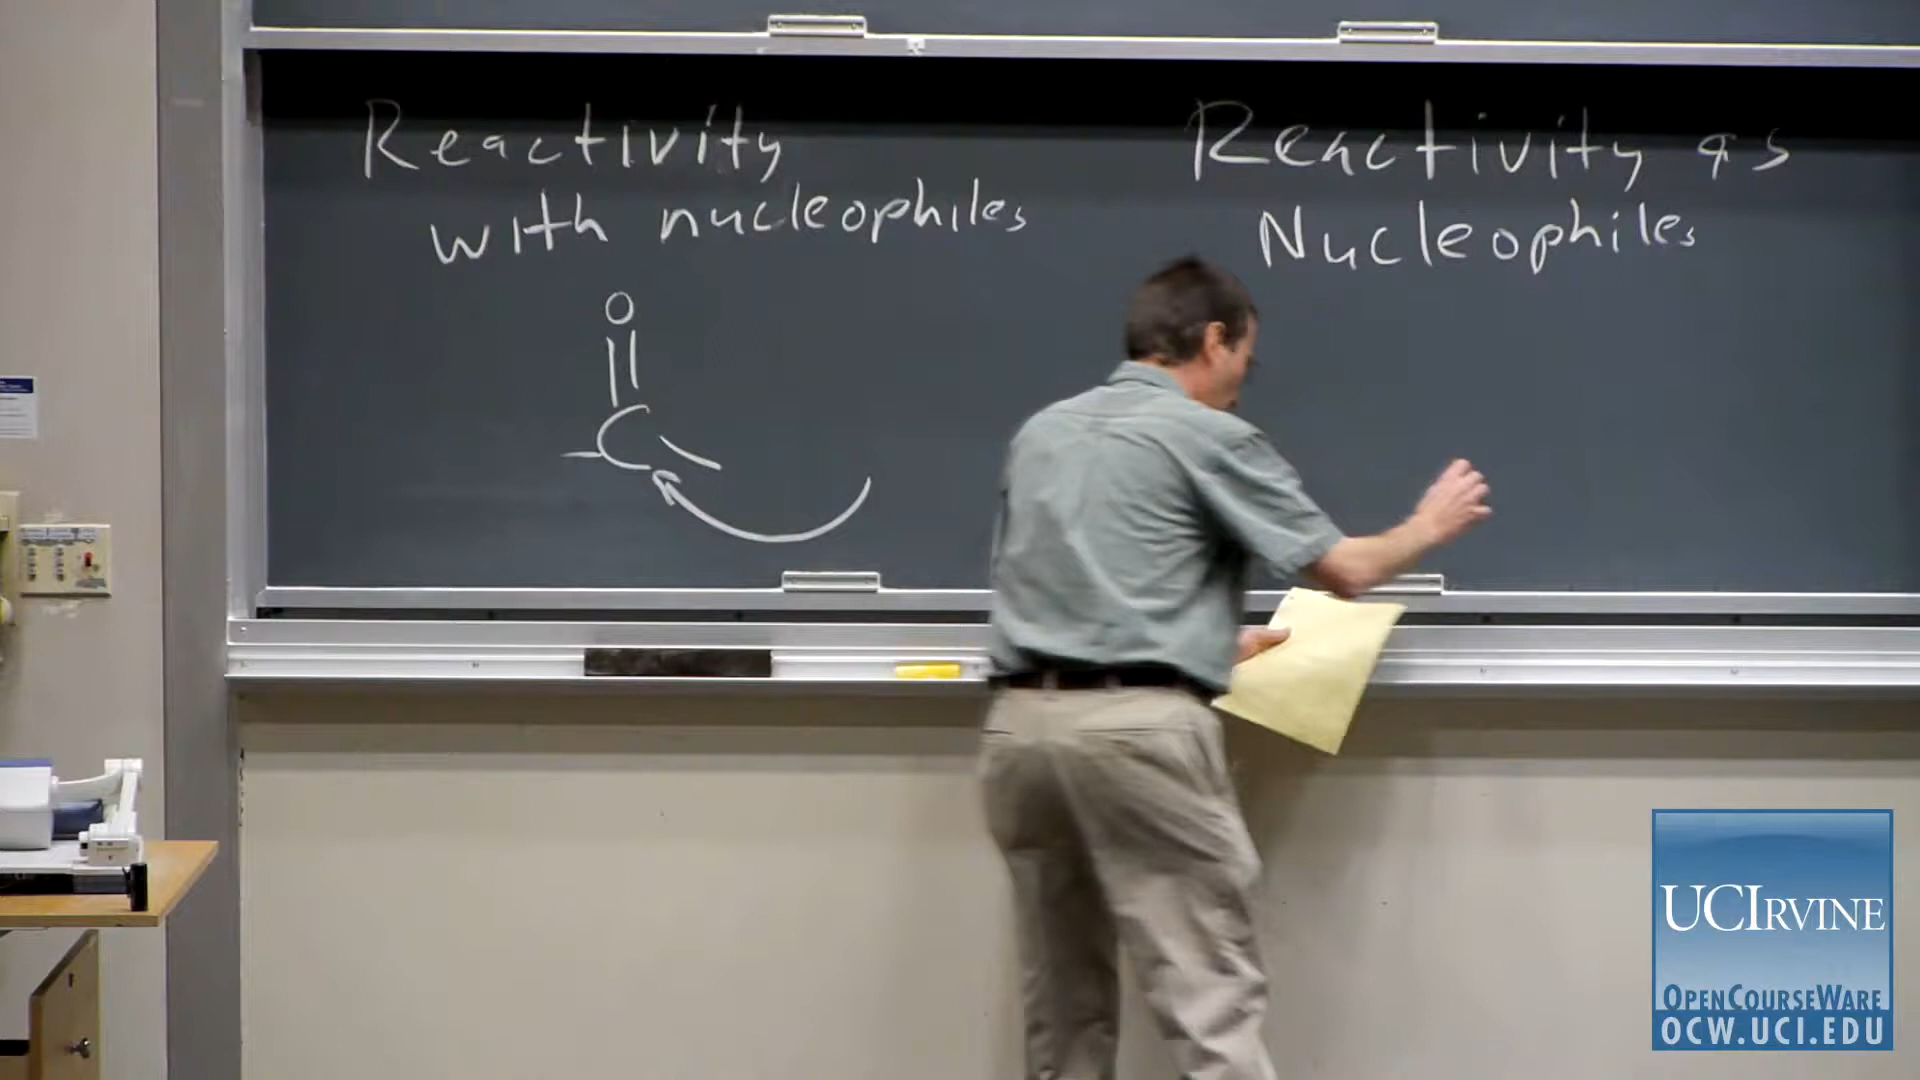 Reactivity
with nucleophiles
O
C
Reactivity as
Nucleophiles
UCIRVINE
OPENCOURSEWARE
OCW.UCI.EDU